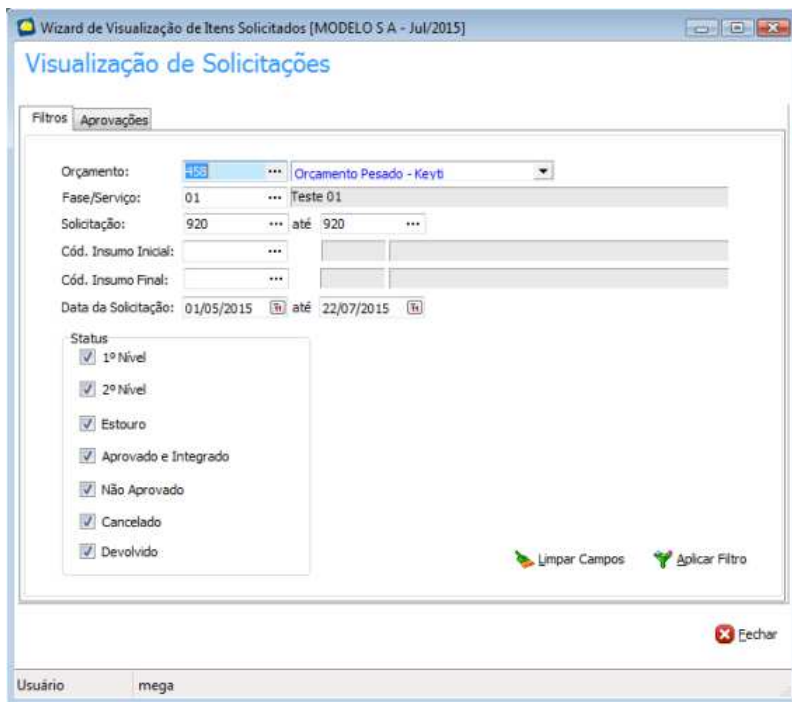 Wizard de Visualização de Itens Solicitados [MODELO S A - Jul/2015]
Visualização de Solicitações
Filtros Aprovações
Orçamento: 458 ... Orçamento Pesado - Keyti
Fase/Serviço: 01 ... Teste 01
Solicitação: 920 ... até 920 ...
Cód. Insumo Inicial: ...
Cód. Insumo Final: ...
Data da Solicitação: 01/05/2015 até 22/07/2015
Status
1º Nível
2º Nível
Estouro
Aprovado e Integrado
Não Aprovado
Cancelado
Devolvido
Limpar Campos Aplicar Filtro
Fechar
Usuário mega